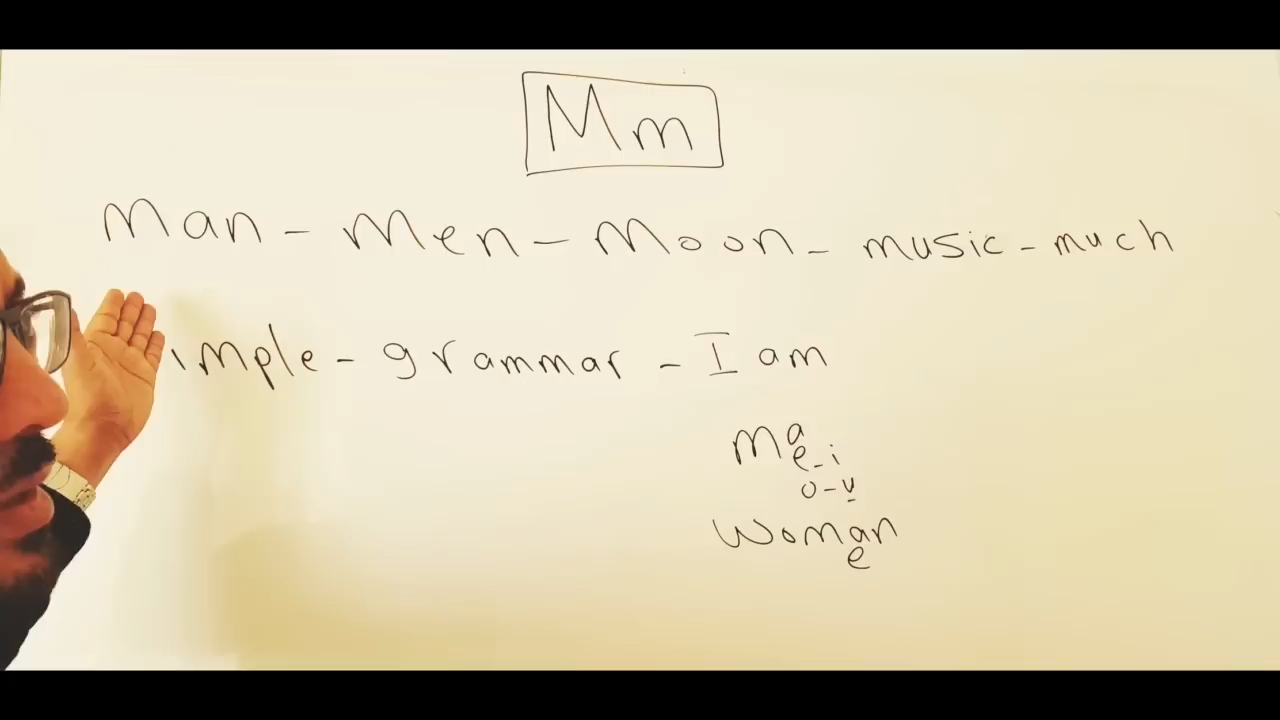 Mm
Man - Men - Moon - music - much
imple - grammar - I am
Ma
e - i
o - u
Woman
e